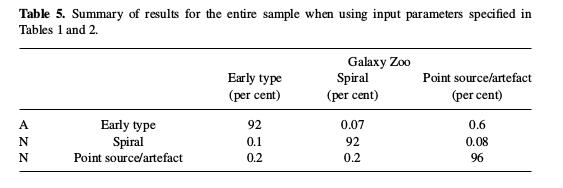 Table 5. Summary of results for the entire sample when using input parameters specified in
Tables 1 and 2.
Galaxy Zoo
Early type Spiral Point source/artefact
(per cent) (per cent) (per cent)
A Early type 92 0.07 0.6
N Spiral 0.1 92 0.08
N Point source/artefact 0.2 0.2 96